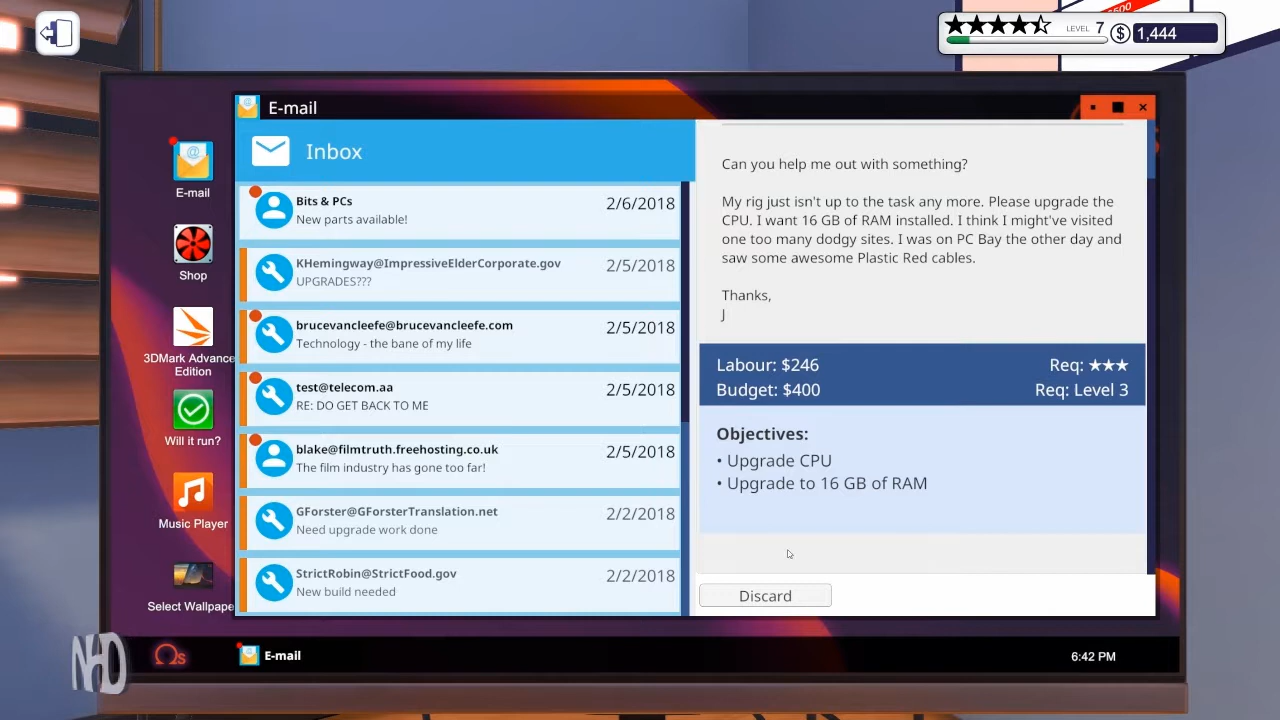 $500
LEVEL 7
$ 1,444
E-mail
Shop
3DMark Advance
Edition
Will it run?
Music Player
Select Wallpape
E-mail
Inbox
Bits & PCs
2/6/2018
New parts available!
KHemingway@ImpressiveElderCorporate.gov
2/5/2018
UPGRADES???
brucevancleefe@brucevancleefe.com
2/5/2018
Technology - the bane of my life
test@telecom.aa
2/5/2018
RE: DO GET BACK TO ME
blake@filmtruth.freehosting.co.uk
2/5/2018
The film industry has gone too far!
GForster@GForsterTranslation.net
2/2/2018
Need upgrade work done
StrictRobin@StrictFood.gov
2/2/2018
New build needed
Can you help me out with something?
My rig just isn't up to the task any more. Please upgrade the
CPU. I want 16 GB of RAM installed. I think I might've visited
one too many dodgy sites. I was on PC Bay the other day and
saw some awesome Plastic Red cables.
Thanks,
J
Labour: $246
Req: ★★★
Budget: $400
Req: Level 3
Objectives:
• Upgrade CPU
• Upgrade to 16 GB of RAM
Discard
NHD
Ωs
E-mail
6:42 PM